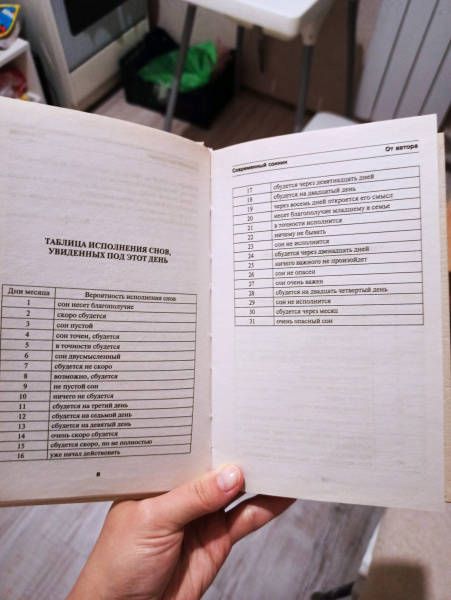 ТАБЛИЦА ИСПОЛНЕНИЯ СНОВ,
УВИДЕННЫХ ПОД ЭТОТ ДЕНЬ
Дни месяца Вероятность исполнения снов
1 сон несет благополучие
2 скоро сбудется
3 сон пустой
4 сон точен, сбудется
5 в точности сбудется
6 сон двусмысленный
7 сбудется не скоро
8 возможно, сбудется
9 не пустой сон
10 ничего не сбудется
11 сбудется на третий день
12 сбудется на седьмой день
13 сбудется на девятый день
14 очень скоро сбудется
15 сбудется скоро, но не полностью
16 уже начал действовать
8
Современный сонник От автора
17 сбудется через девятнадцать дней
18 сбудется на двадцатый день
19 через восемь дней откроется его смысл
20 несет благополучие младшему в семье
21 в точности исполнится
22 ничему не бывать
23 сон не исполнится
24 сбудется через двенадцать дней
25 ничего важного не произойдет
26 сон не опасен
27 сон очень важен
28 сбудется на двадцать четвертый день
29 сон не исполнится
30 сбудется через месяц
31 очень опасный сон